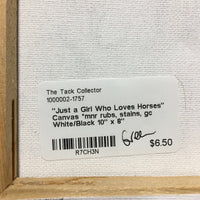 The Tack Collector
1000002-1757
"Just a Girl Who Loves Horses"
Canvas *mnr rubs, stains, gc
White/Black 10" x 8"
R7CH3N
Green
$6.50